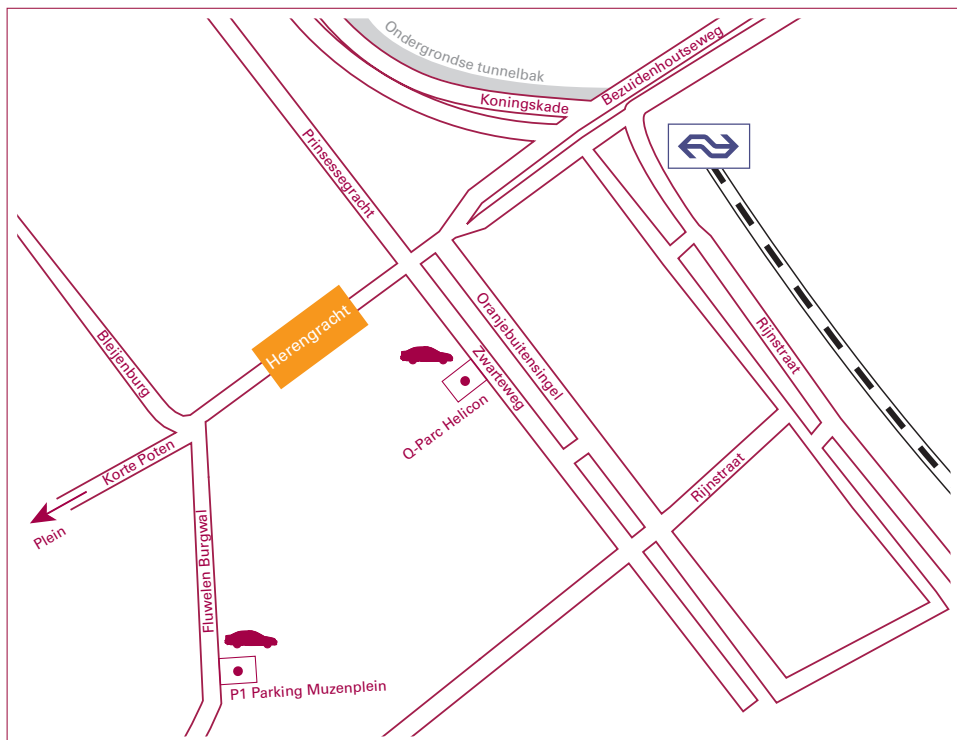 Ondergrondse tunnelbak
Bezuidenhoutseweg
Koningskade
Prinsessegracht
Herengracht
Oranjebuitensingel
Bleijenburg
Zwarteweg
Rijnstraat
Q-Parc Helicon
Korte Poten
Rijnstraat
Plein
Fluwelen Burgwal
P1 Parking Muzenplein